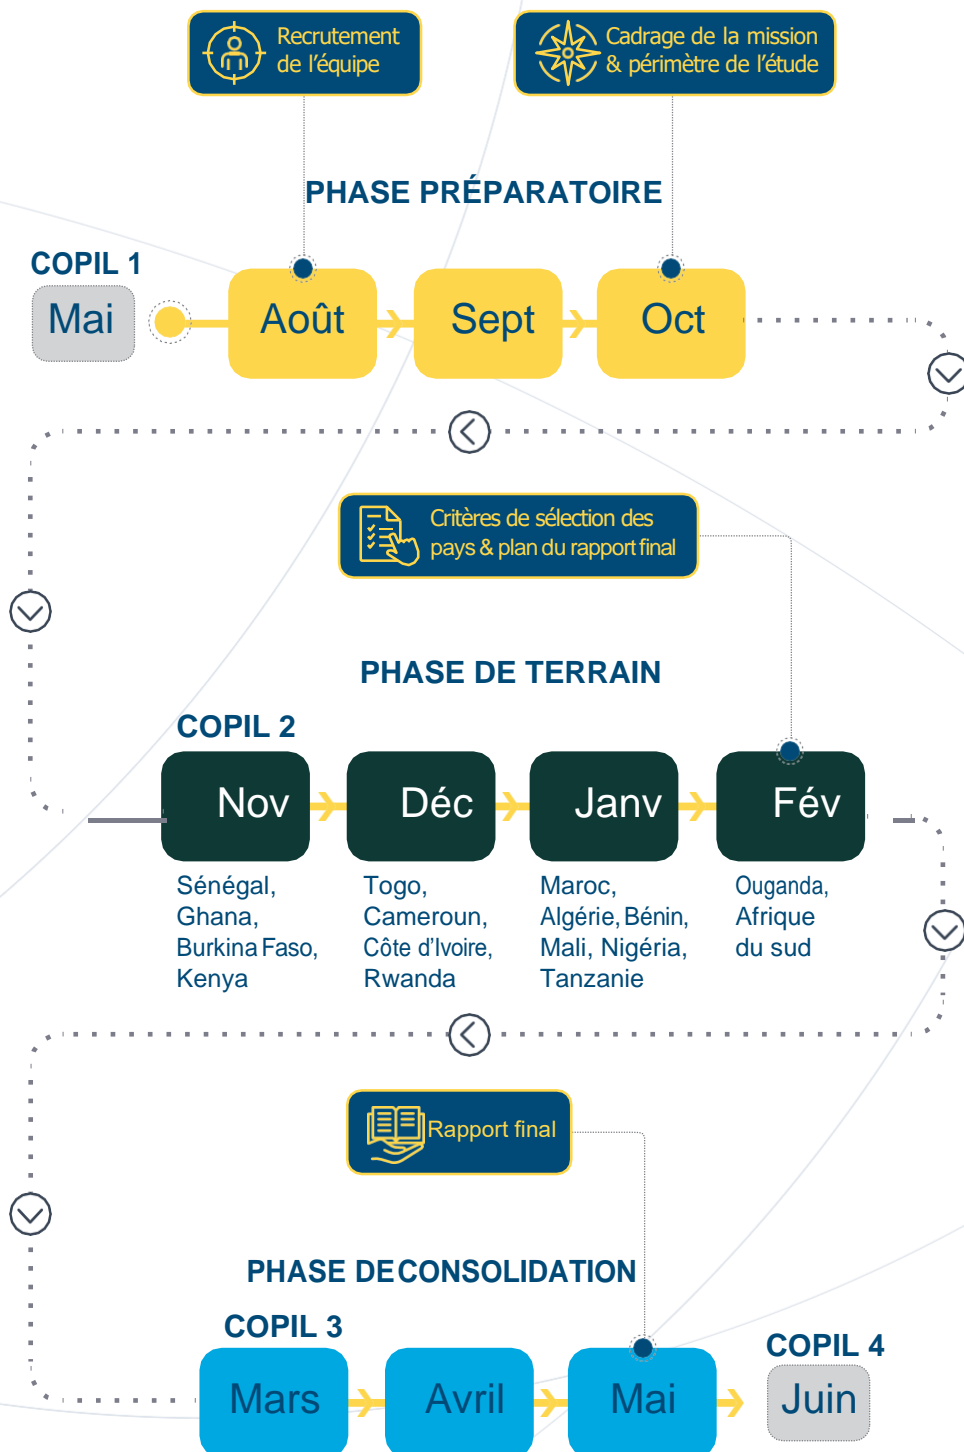 Recrutement
de l'équipe
Cadrage de la mission
& périmètre de l'étude
PHASE PRÉPARATOIRE
COPIL 1
Mai
Août
Sept
Oct
Critères de sélection des
pays & plan du rapport final
PHASE DE TERRAIN
COPIL 2
Nov
Déc
Janv
Fév
Sénégal,
Ghana,
Burkina Faso,
Kenya
Togo,
Cameroun,
Côte d'Ivoire,
Rwanda
Maroc,
Algérie, Bénin,
Mali, Nigéria,
Tanzanie
Ouganda,
Afrique
du sud
Rapport final
PHASE DE CONSOLIDATION
COPIL 3
Mars
Avril
Mai
COPIL 4
Juin